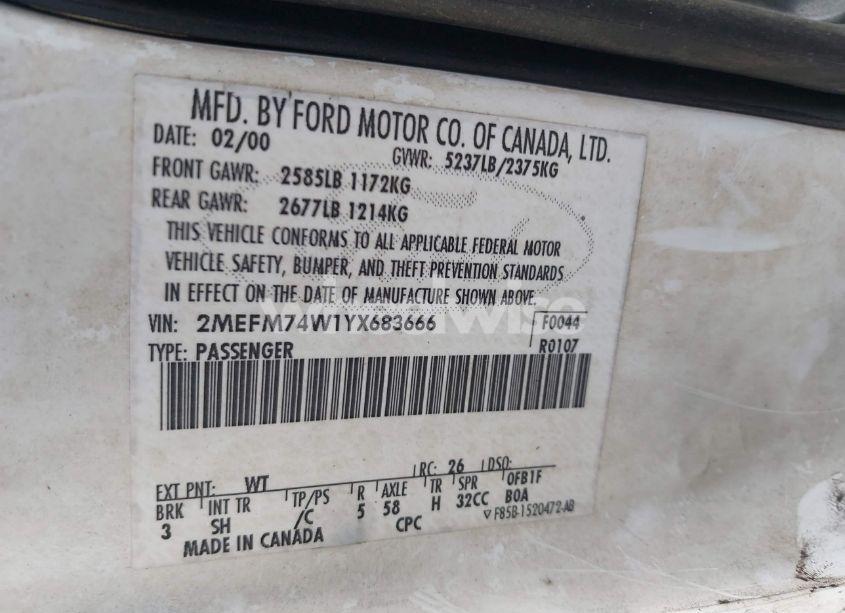 MFD. BY FORD MOTOR CO. OF CANADA, LTD.
DATE: 02/00 GVWR: 5237LB/2375KG
FRONT GAWR: 2585LB 1172KG
REAR GAWR: 2677LB 1214KG
THIS VEHICLE CONFORMS TO ALL APPLICABLE FEDERAL MOTOR
VEHICLE SAFETY, BUMPER, AND THEFT PREVENTION STANDARDS
IN EFFECT ON THE DATE OF MANUFACTURE SHOWN ABOVE.
VIN: 2MEFM74W1YX683666 F0044
TYPE: PASSENGER R0107
EXT PNT: WT RC: 26 DSO: 0FB1F
BRK INT TR TP/PS R AXLE TR SPR B0A
3 SH /C 5 58 H 32CC ▽F85B-1520472-AB
MADE IN CANADA CPC